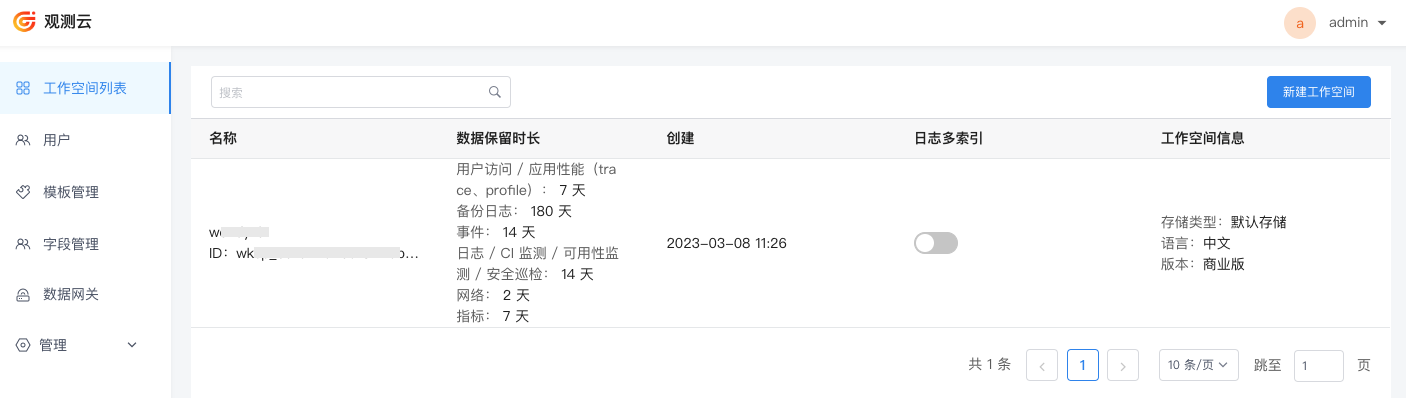 观测云
a admin
工作空间列表
用户
模板管理
字段管理
数据网关
管理
搜索
新建工作空间
名称 数据保留时长 创建 日志多索引 工作空间信息
ID：
用户访问 / 应用性能（tra
ce、profile）： 7 天
备份日志： 180 天
事件： 14 天
日志 / CI 监测 / 可用性监
测 / 安全巡检： 14 天
网络： 2 天
指标： 7 天
2023-03-08 11:26
存储类型：默认存储
语言：中文
版本：商业版
共 1 条 1 10 条/页 跳至 1 页